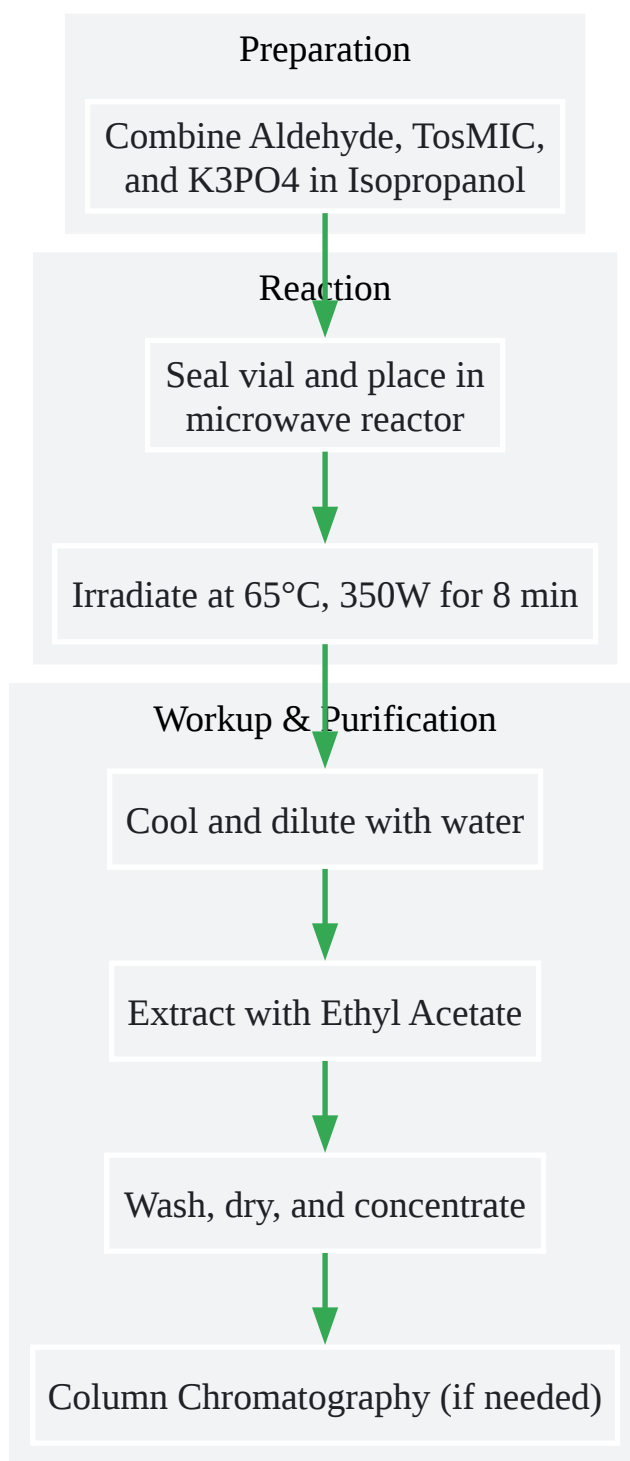 Preparation
Combine Aldehyde, TosMIC,
and K3PO4 in Isopropanol
Reaction
Seal vial and place in
microwave reactor
Irradiate at 65°C, 350W for 8 min
Workup & Purification
Cool and dilute with water
Extract with Ethyl Acetate
Wash, dry, and concentrate
Column Chromatography (if needed)